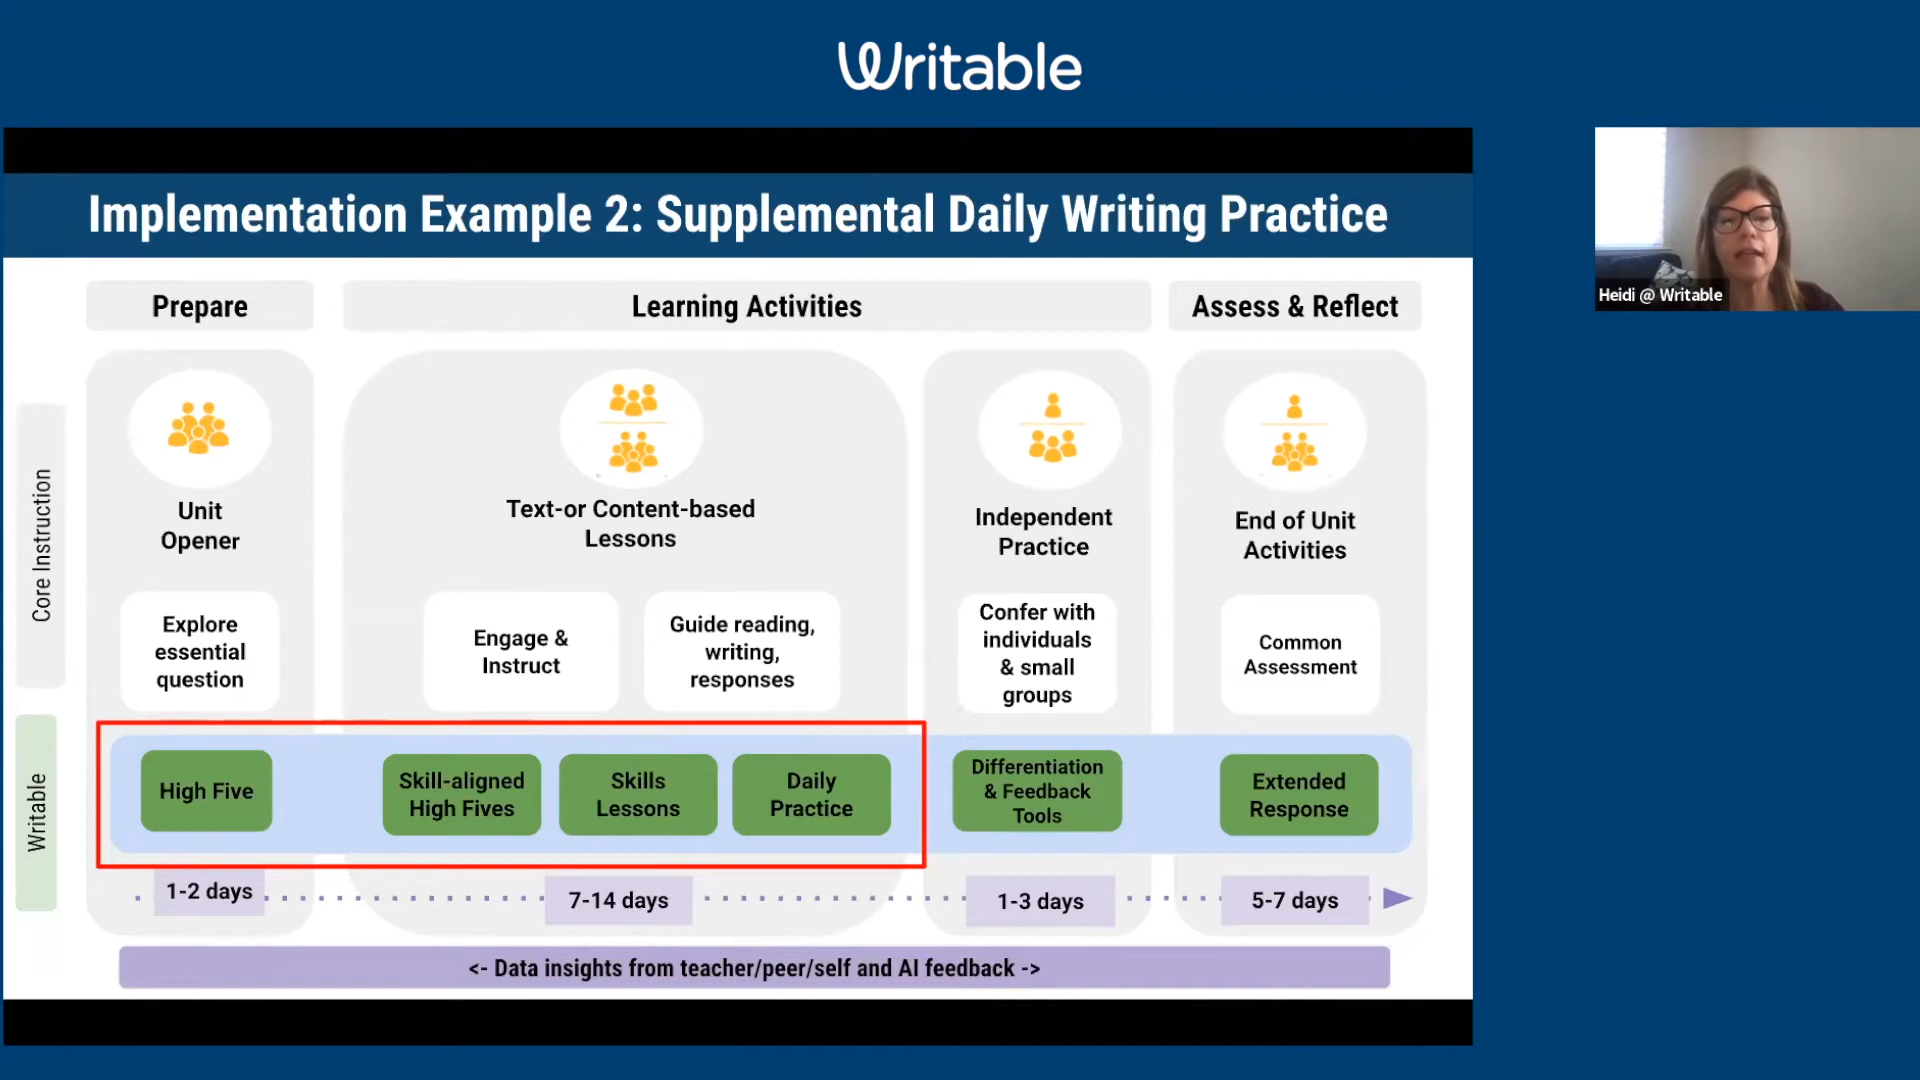 Writable
Implementation Example 2: Supplemental Daily Writing Practice
Prepare
Learning Activities
Assess & Reflect
Core Instruction
Unit
Opener
Text-or Content-based
Lessons
Independent
Practice
End of Unit
Activities
Explore
essential
question
Engage &
Instruct
Guide reading,
writing,
responses
Confer with
individuals
& small
groups
Common
Assessment
Writable
High Five
Skill-aligned
High Fives
Skills
Lessons
Daily
Practice
Differentiation
& Feedback
Tools
Extended
Response
1-2 days
7-14 days
1-3 days
5-7 days
<- Data insights from teacher/peer/self and AI feedback ->
Heidi @ Writable